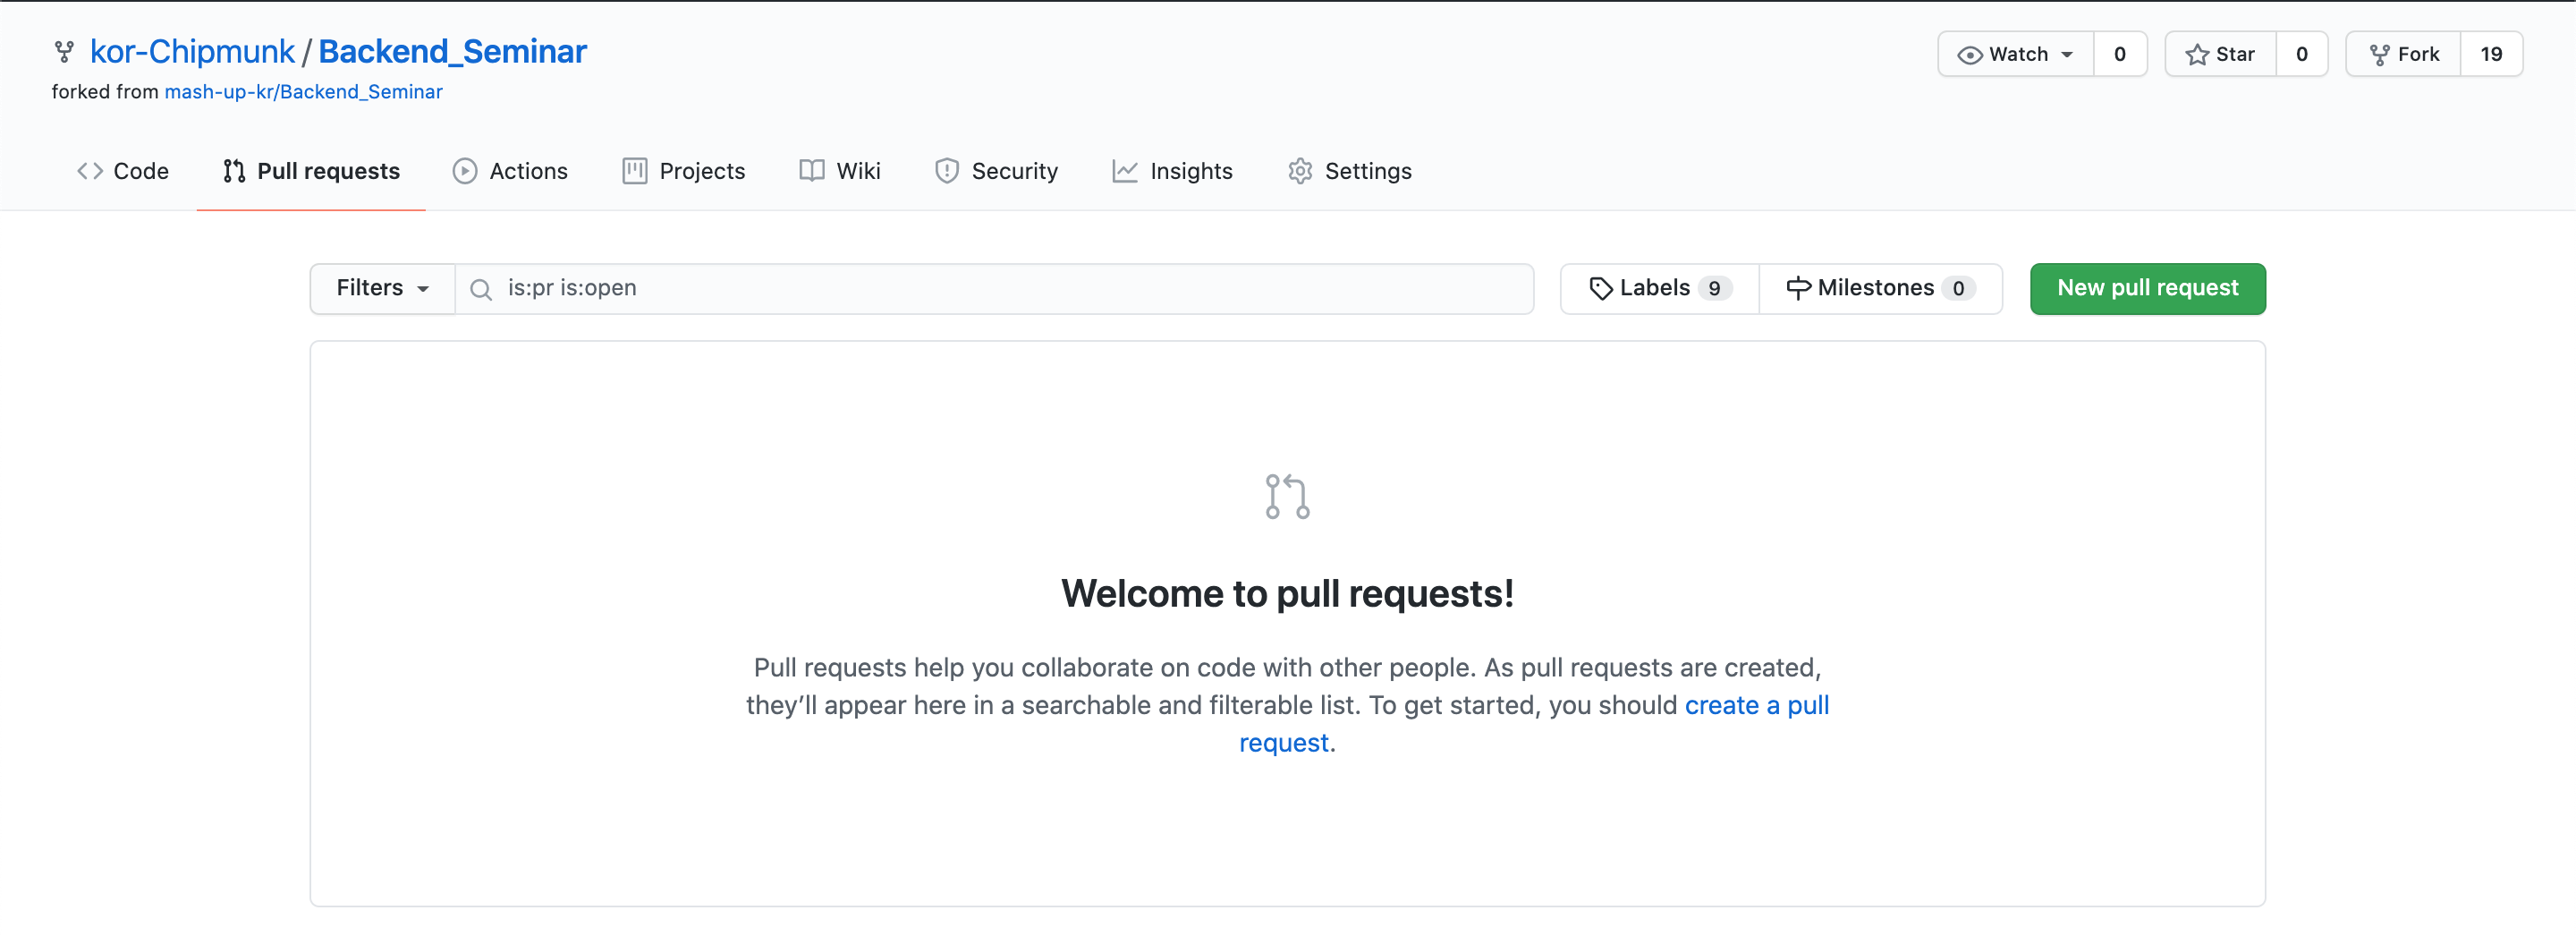 kor-Chipmunk / Backend_Seminar
forked from mash-up-kr/Backend_Seminar
Watch 0 Star 0 Fork 19
Code Pull requests Actions Projects Wiki Security Insights Settings
Filters is:pr is:open Labels 9 Milestones 0 New pull request
Welcome to pull requests!
Pull requests help you collaborate on code with other people. As pull requests are created,
they’ll appear here in a searchable and filterable list. To get started, you should create a pull
request.